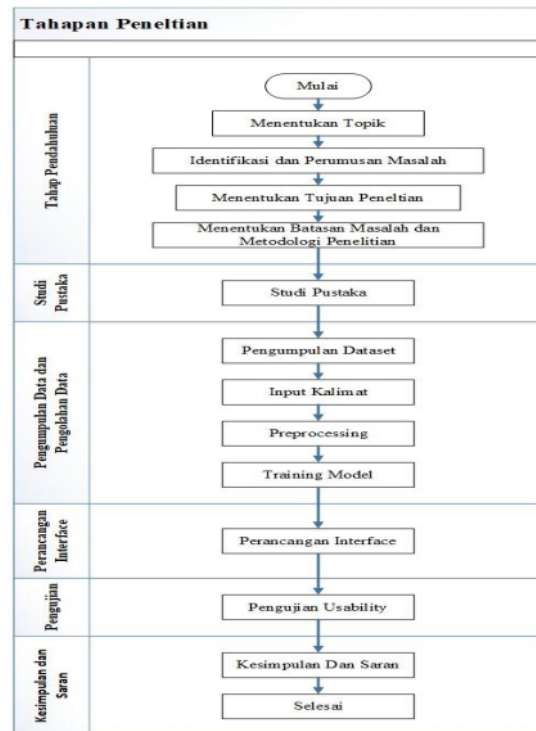 Tahapan Peneltian
Tahap Pendahuluan
Mulai
Menentukan Topik
Identifikasi dan Perumusan Masalah
Menentukan Tujuan Peneltian
Menentukan Batasan Masalah dan
Metodologi Penelitian
Studi
Pustaka
Studi Pustaka
Pengumpulan Data dan
Pengolahan Data
Pengumpulan Dataset
Input Kalimat
Preprocessing
Training Model
Perancangan
Interface
Perancangan Interface
Pengujian
Pengujian Usability
Kesimpulan dan
Saran
Kesimpulan Dan Saran
Selesai